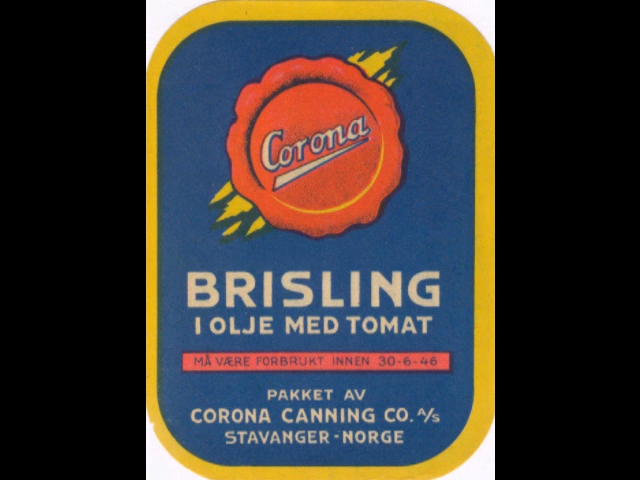 Corona
BRISLING
I OLJE MED TOMAT
MÅ VÆRE FORBRUKT INNEN 30-6-46
PAKKET AV
CORONA CANNING CO. A/S
STAVANGER-NORGE